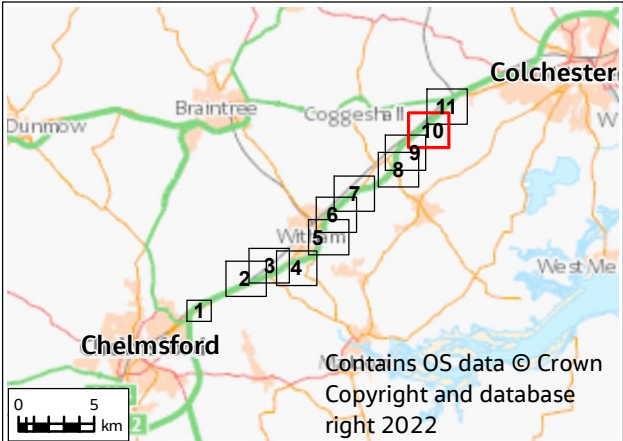 Colchester
11
Braintree
Coggeshall
10
Dunmow
W
9
8
7
6
Witham
5
West Me
3
4
2
1
Chelmsford
M
Contains OS data © Crown
Copyright and database
right 2022
0 5
km
2